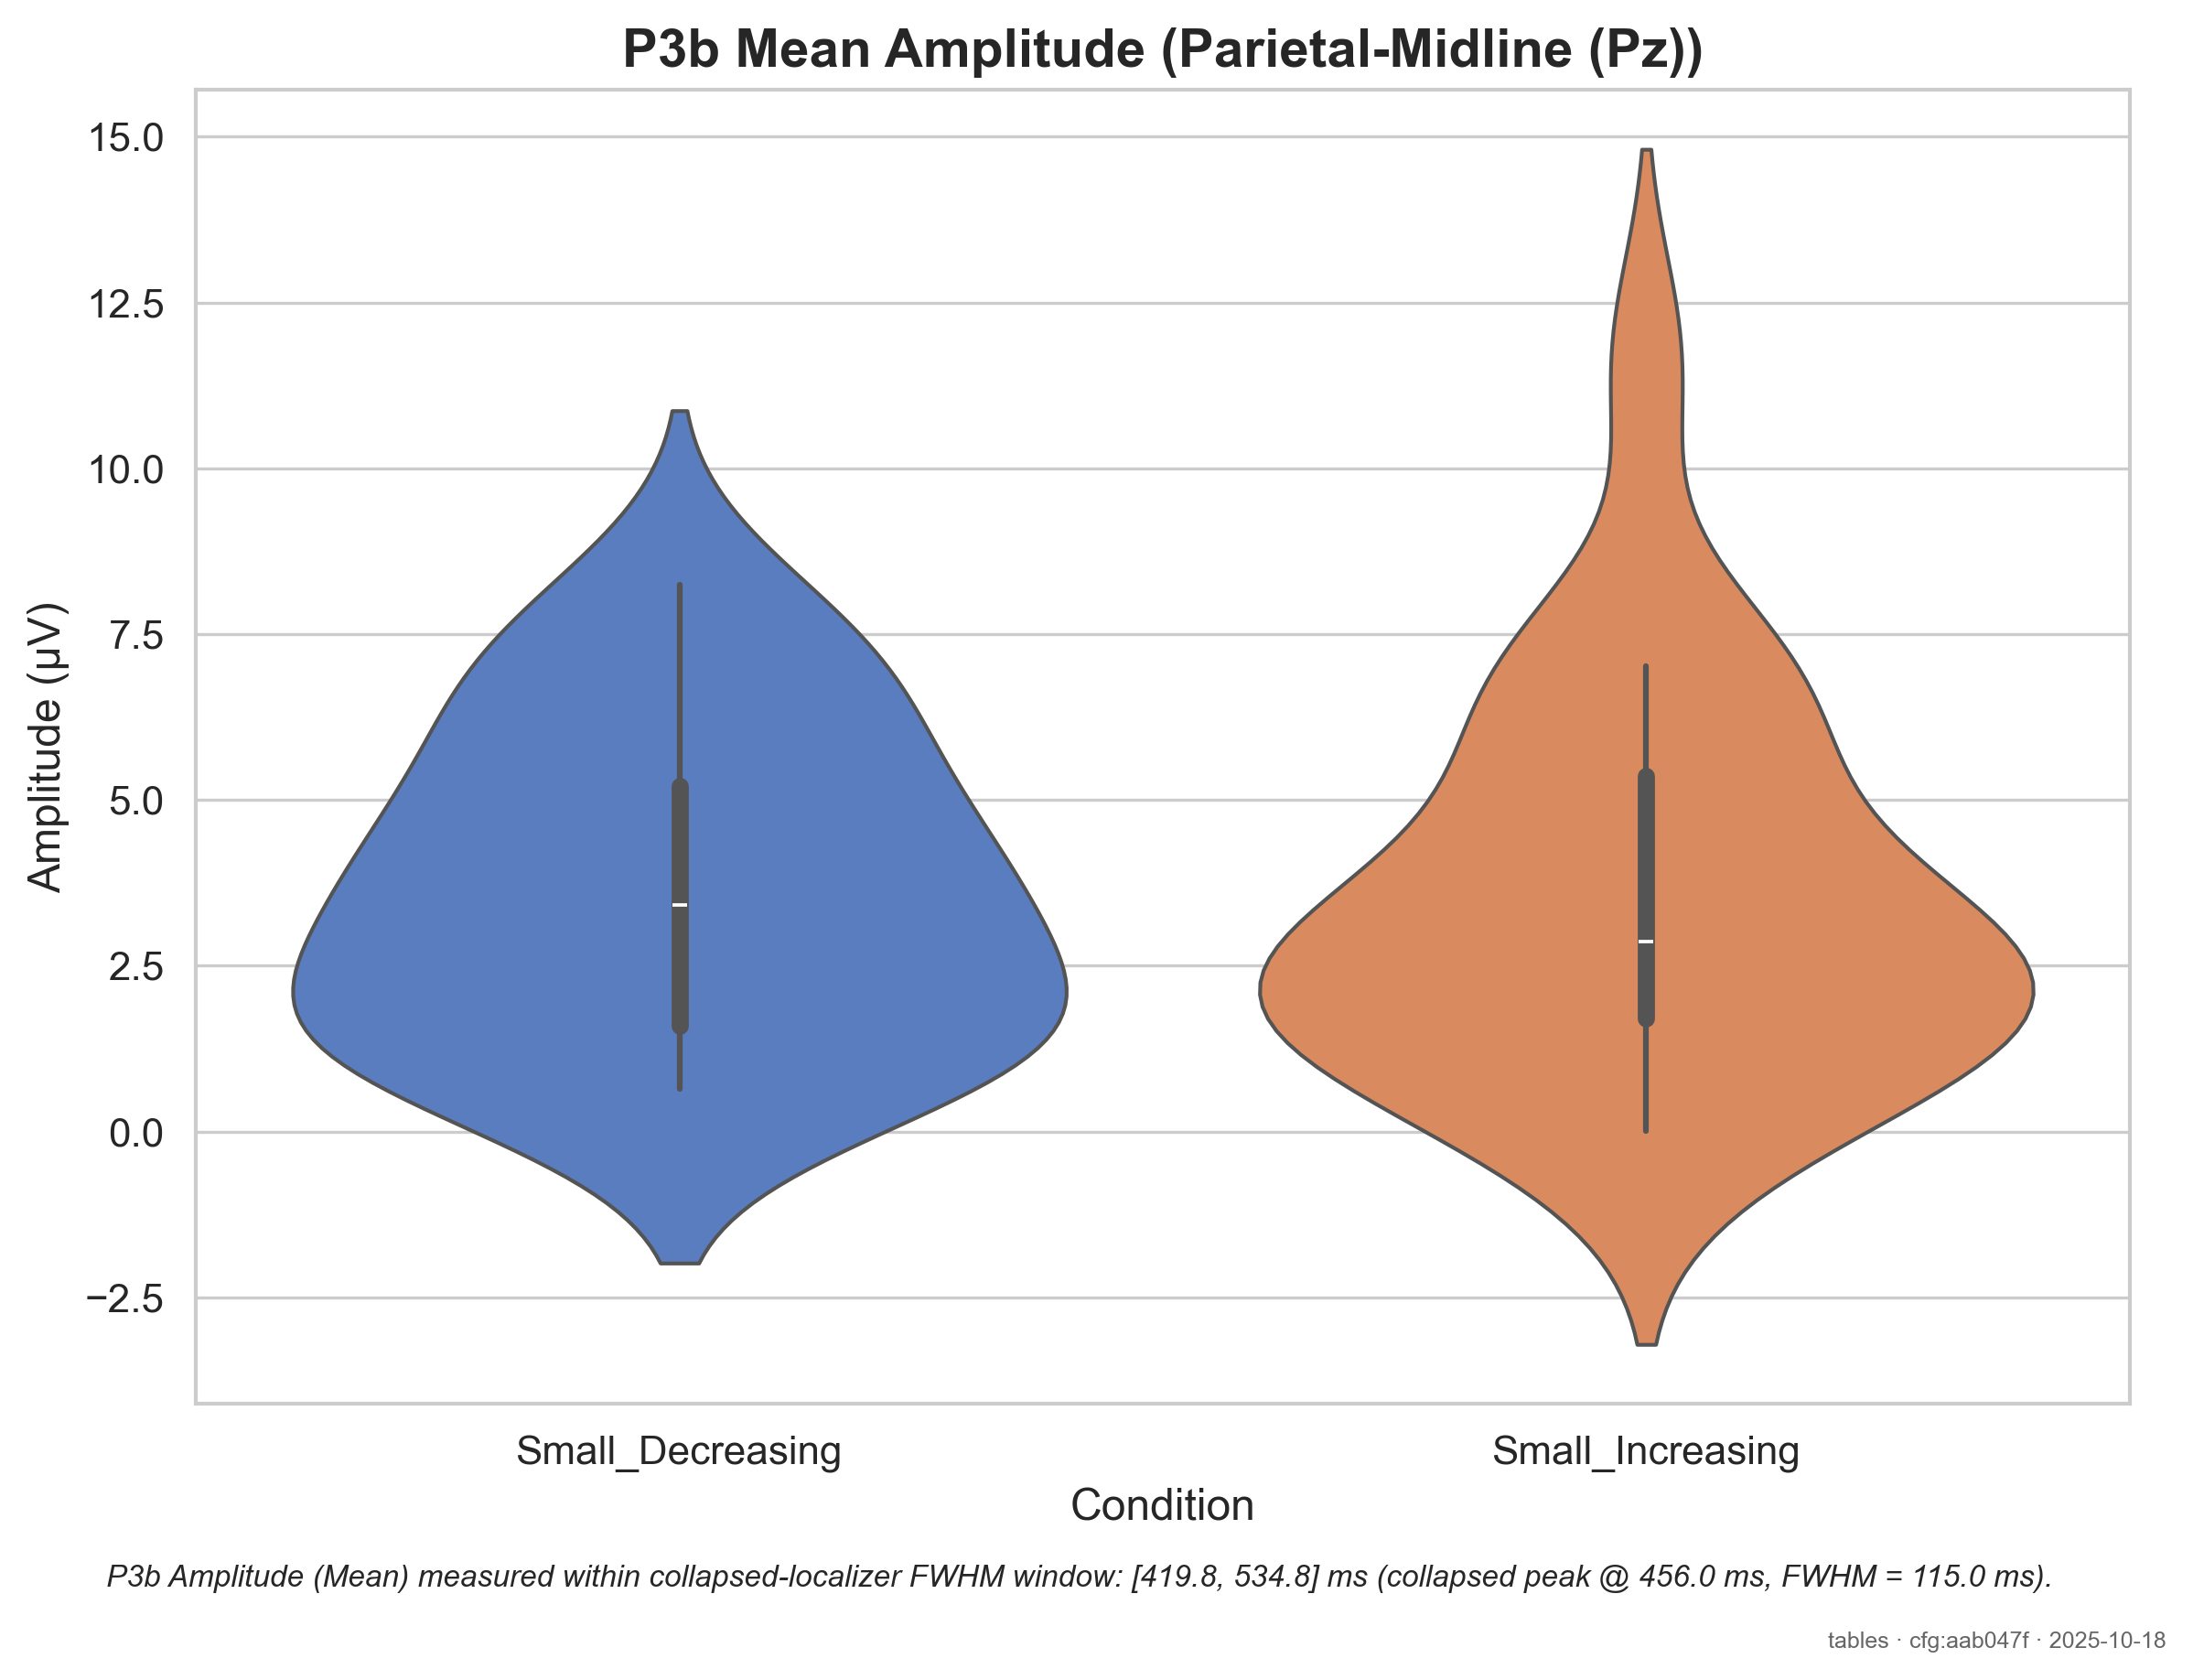 P3b Mean Amplitude (Parietal-Midline (Pz))
15.0
12.5
10.0
7.5
5.0
2.5
0.0
−2.5
Amplitude (µV)
Small_Decreasing
Small_Increasing
Condition
P3b Amplitude (Mean) measured within collapsed-localizer FWHM window: [419.8, 534.8] ms (collapsed peak @ 456.0 ms, FWHM = 115.0 ms).
tables · cfg:aab047f · 2025-10-18